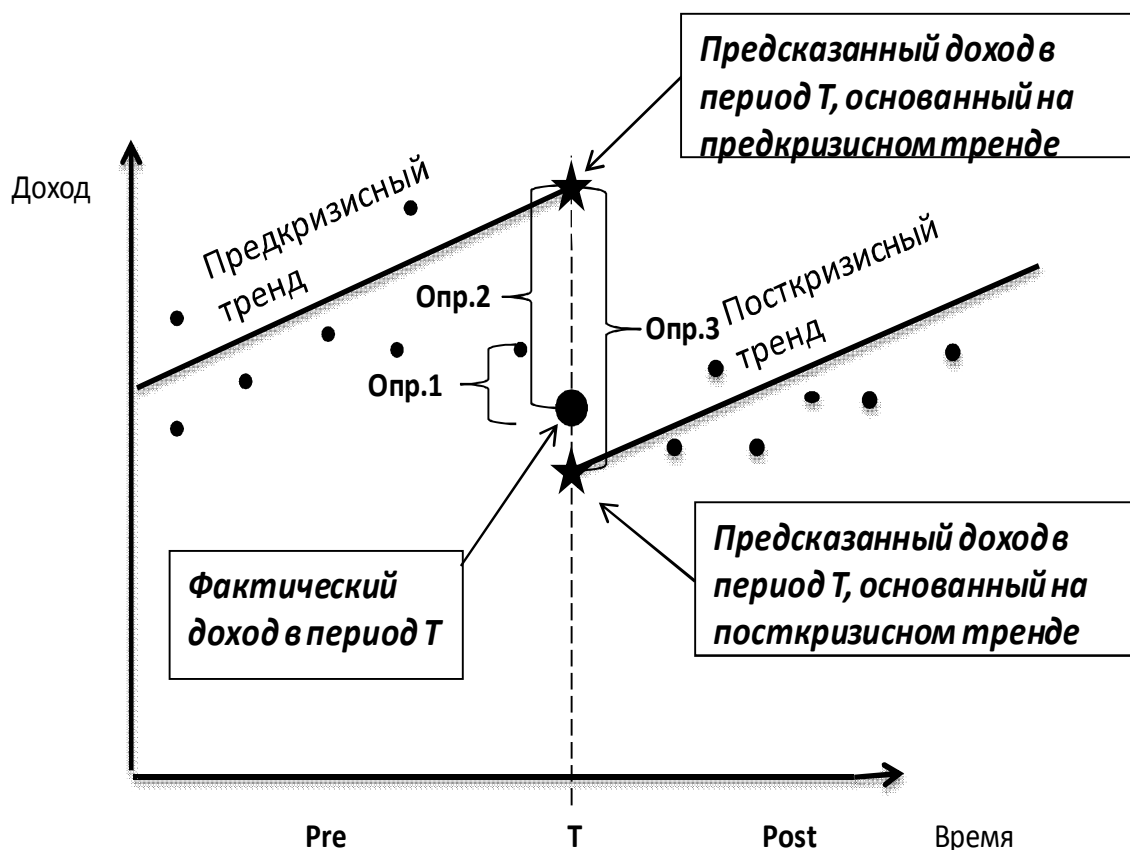 Предсказанный доход в
период Т, основанный на
предкризисном тренде
Доход
Предкризисный
тренд
Опр.2
Опр.3
Посткризисный
тренд
Опр.1
Фактический
доход в период Т
Предсказанный доход в
период Т, основанный на
посткризисном тренде
Pre
T
Post
Время